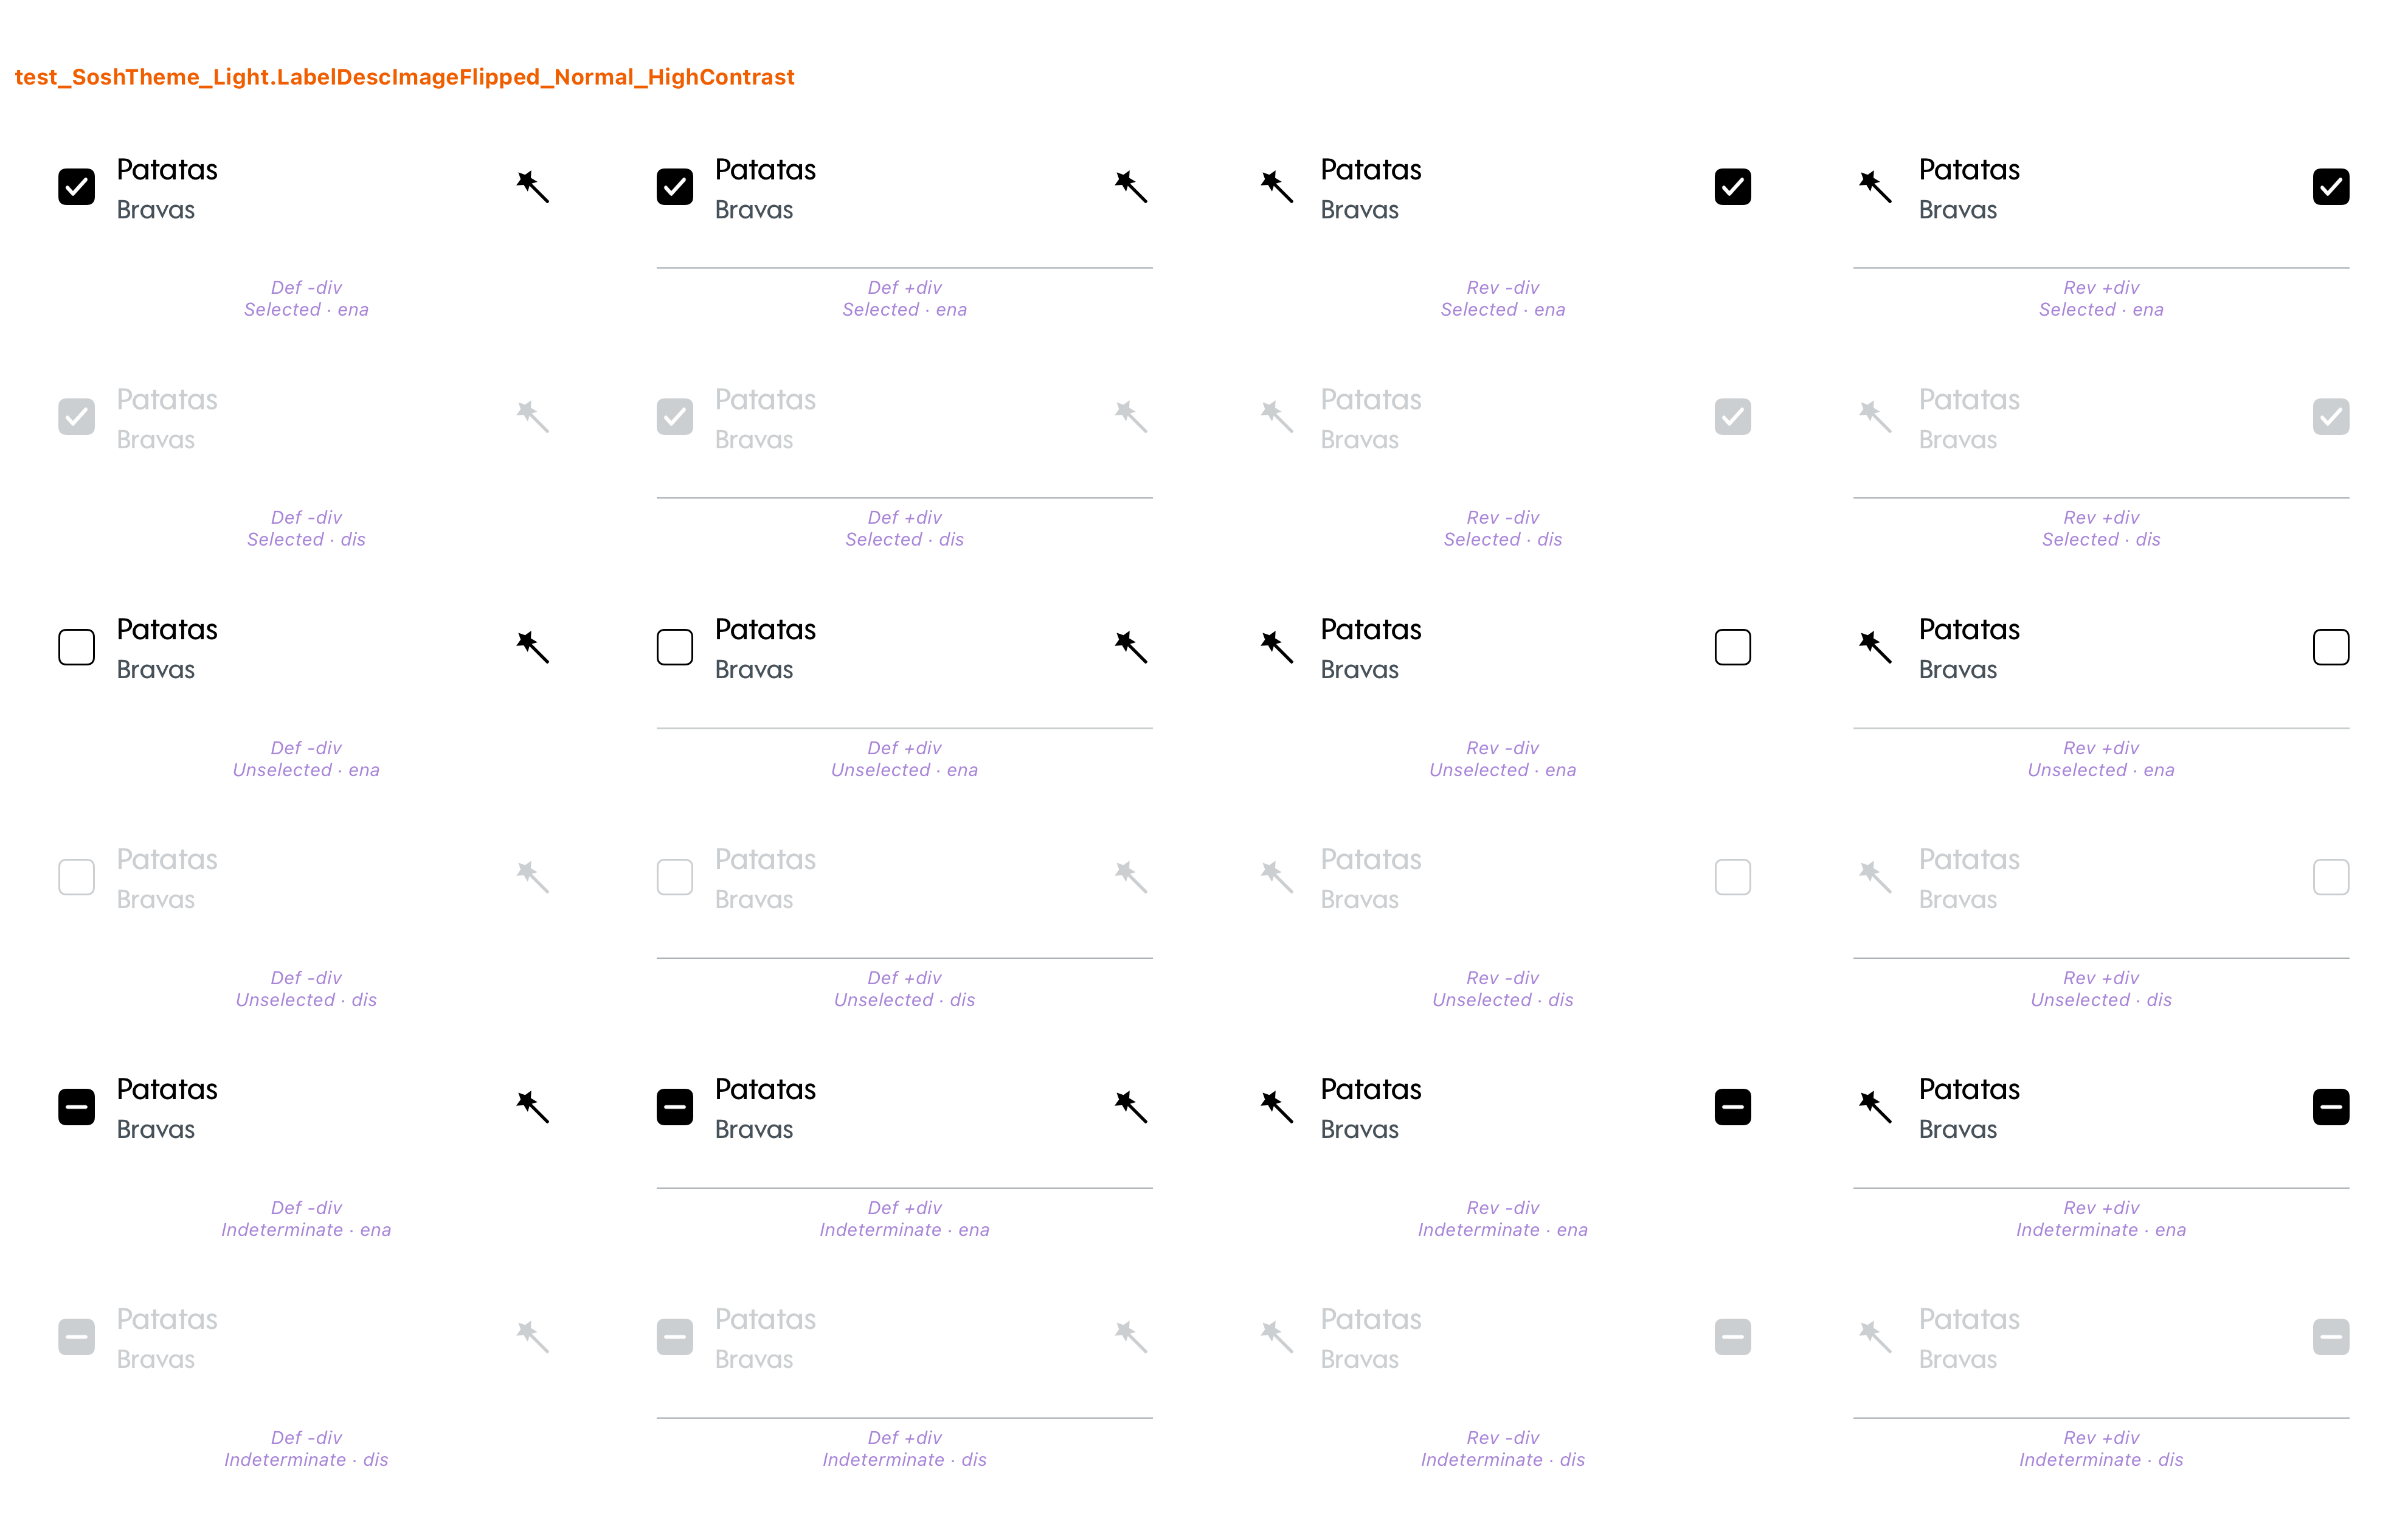 test_SoshTheme_Light.LabelDescImageFlipped_Normal_HighContrast
Patatas Patatas Patatas Patatas
Bravas Bravas Bravas Bravas
Def -div Def +div Rev -div Rev +div
Selected · ena Selected · ena Selected · ena Selected · ena
Patatas Patatas Patatas Patatas
Bravas Bravas Bravas Bravas
Def -div Def +div Rev -div Rev +div
Selected · dis Selected · dis Selected · dis Selected · dis
Patatas Patatas Patatas Patatas
Bravas Bravas Bravas Bravas
Def -div Def +div Rev -div Rev +div
Unselected · ena Unselected · ena Unselected · ena Unselected · ena
Patatas Patatas Patatas Patatas
Bravas Bravas Bravas Bravas
Def -div Def +div Rev -div Rev +div
Unselected · dis Unselected · dis Unselected · dis Unselected · dis
Patatas Patatas Patatas Patatas
Bravas Bravas Bravas Bravas
Def -div Def +div Rev -div Rev +div
Indeterminate · ena Indeterminate · ena Indeterminate · ena Indeterminate · ena
Patatas Patatas Patatas Patatas
Bravas Bravas Bravas Bravas
Def -div Def +div Rev -div Rev +div
Indeterminate · dis Indeterminate · dis Indeterminate · dis Indeterminate · dis